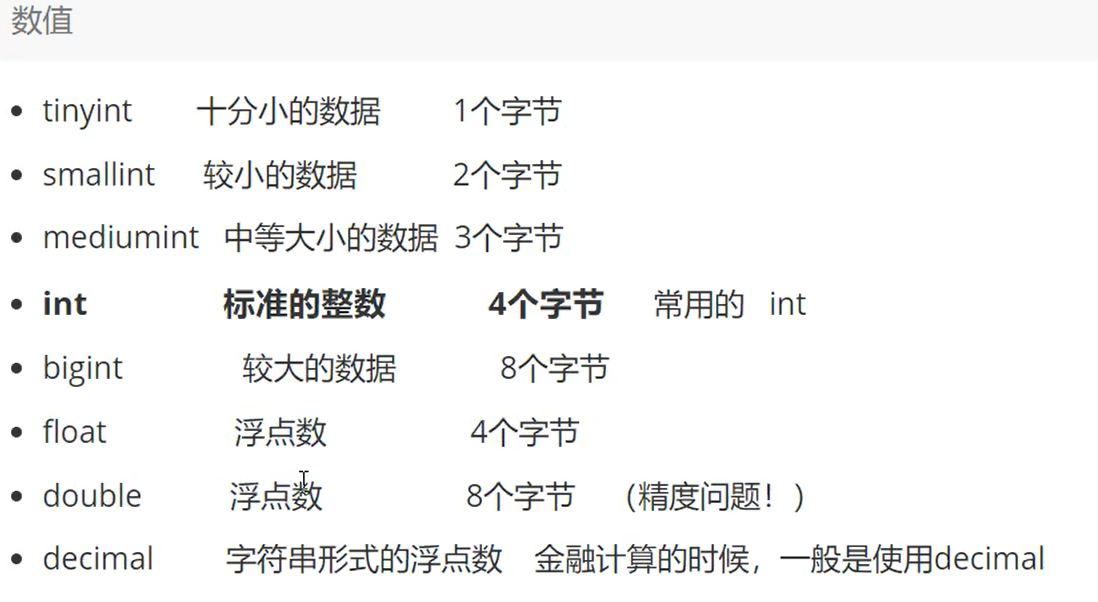 数值
tinyint 十分小的数据 1个字节
smallint 较小的数据 2个字节
mediumint 中等大小的数据 3个字节
int 标准的整数 4个字节 常用的 int
bigint 较大的数据 8个字节
float 浮点数 4个字节
double 浮点数 8个字节 （精度问题！）
decimal 字符串形式的浮点数 金融计算的时候，一般是使用decimal